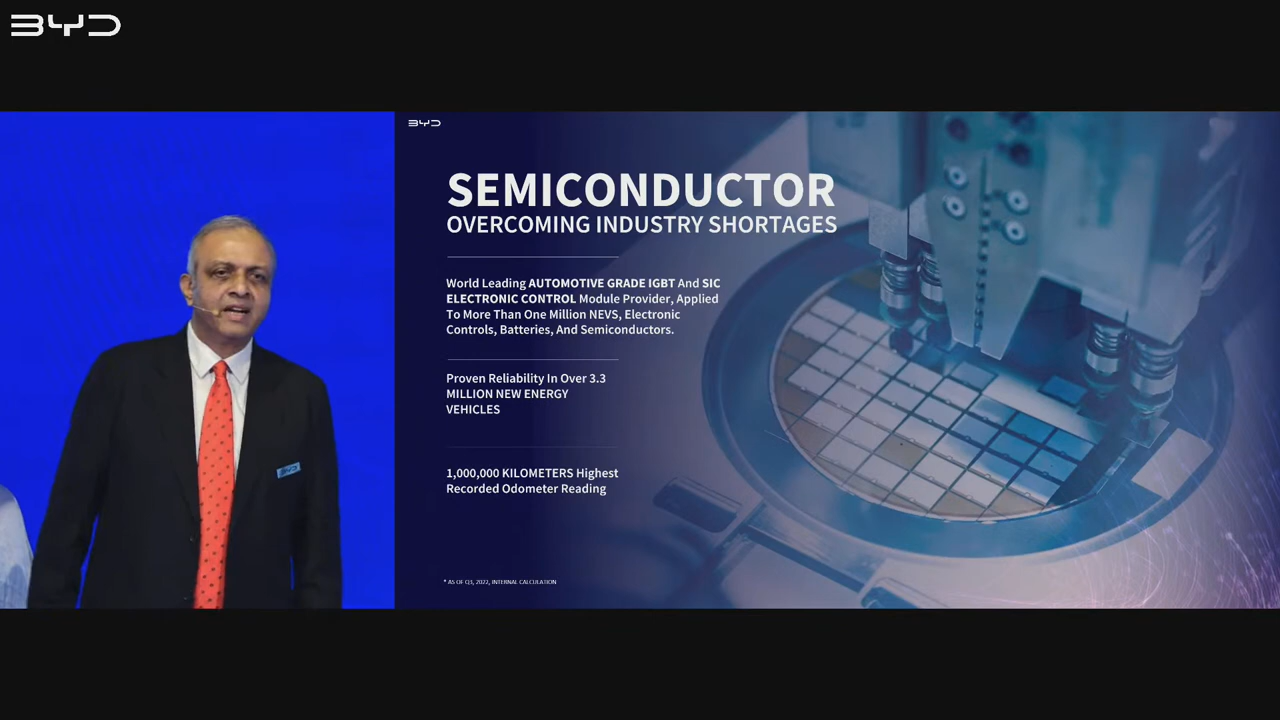 BYD
BYD
SEMICONDUCTOR
OVERCOMING INDUSTRY SHORTAGES
World Leading AUTOMOTIVE GRADE IGBT And SIC
ELECTRONIC CONTROL Module Provider, Applied
To More Than One Million NEVS, Electronic
Controls, Batteries, And Semiconductors.
Proven Reliability In Over 3.3
MILLION NEW ENERGY
VEHICLES
1,000,000 KILOMETERS Highest
Recorded Odometer Reading
* AS OF Q3, 2022, INTERNAL CALCULATION
BYD